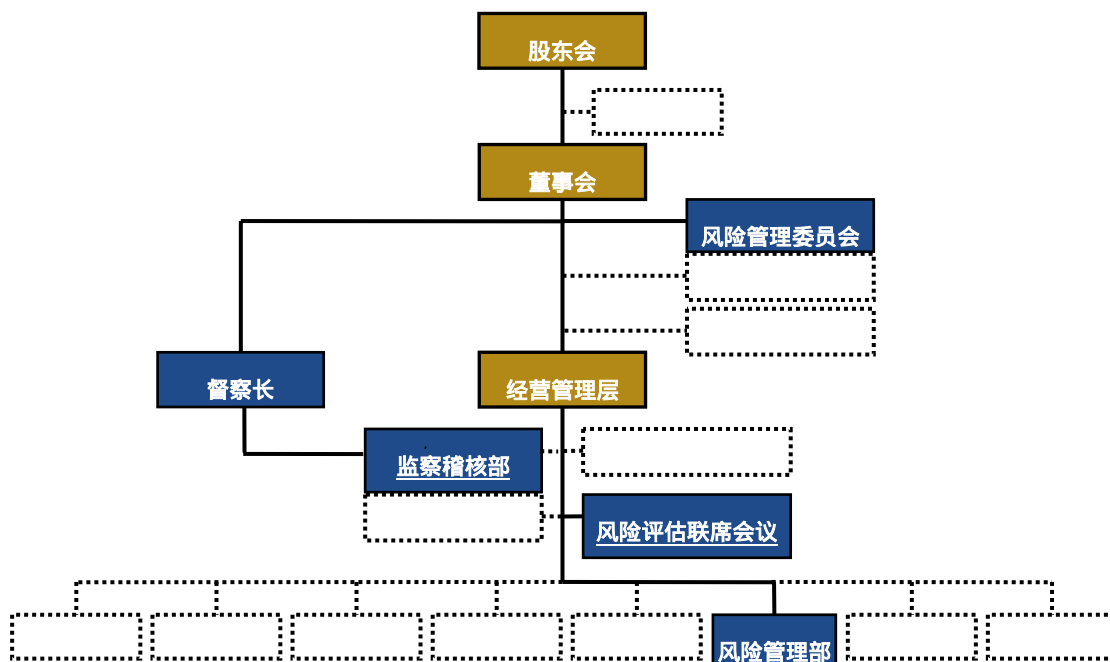 股东会
董事会
风险管理委员会
督察长
经营管理层
监察稽核部
风险评估联席会议
风险管理部